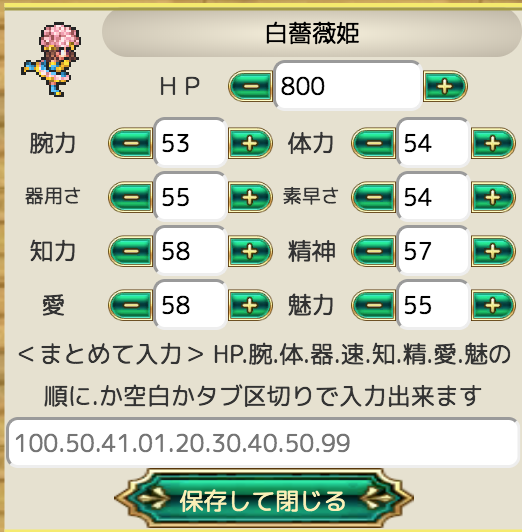 白薔薇姫
ＨＰ － 800 ＋
腕力 － 53 ＋ 体力 － 54 ＋
器用さ － 55 ＋ 素早さ － 54 ＋
知力 － 58 ＋ 精神 － 57 ＋
愛 － 58 ＋ 魅力 － 55 ＋
＜まとめて入力＞HP.腕.体.器.速.知.精.愛.魅の
順に.か空白かタブ区切りで入力出来ます
100.50.41.01.20.30.40.50.99
保存して閉じる